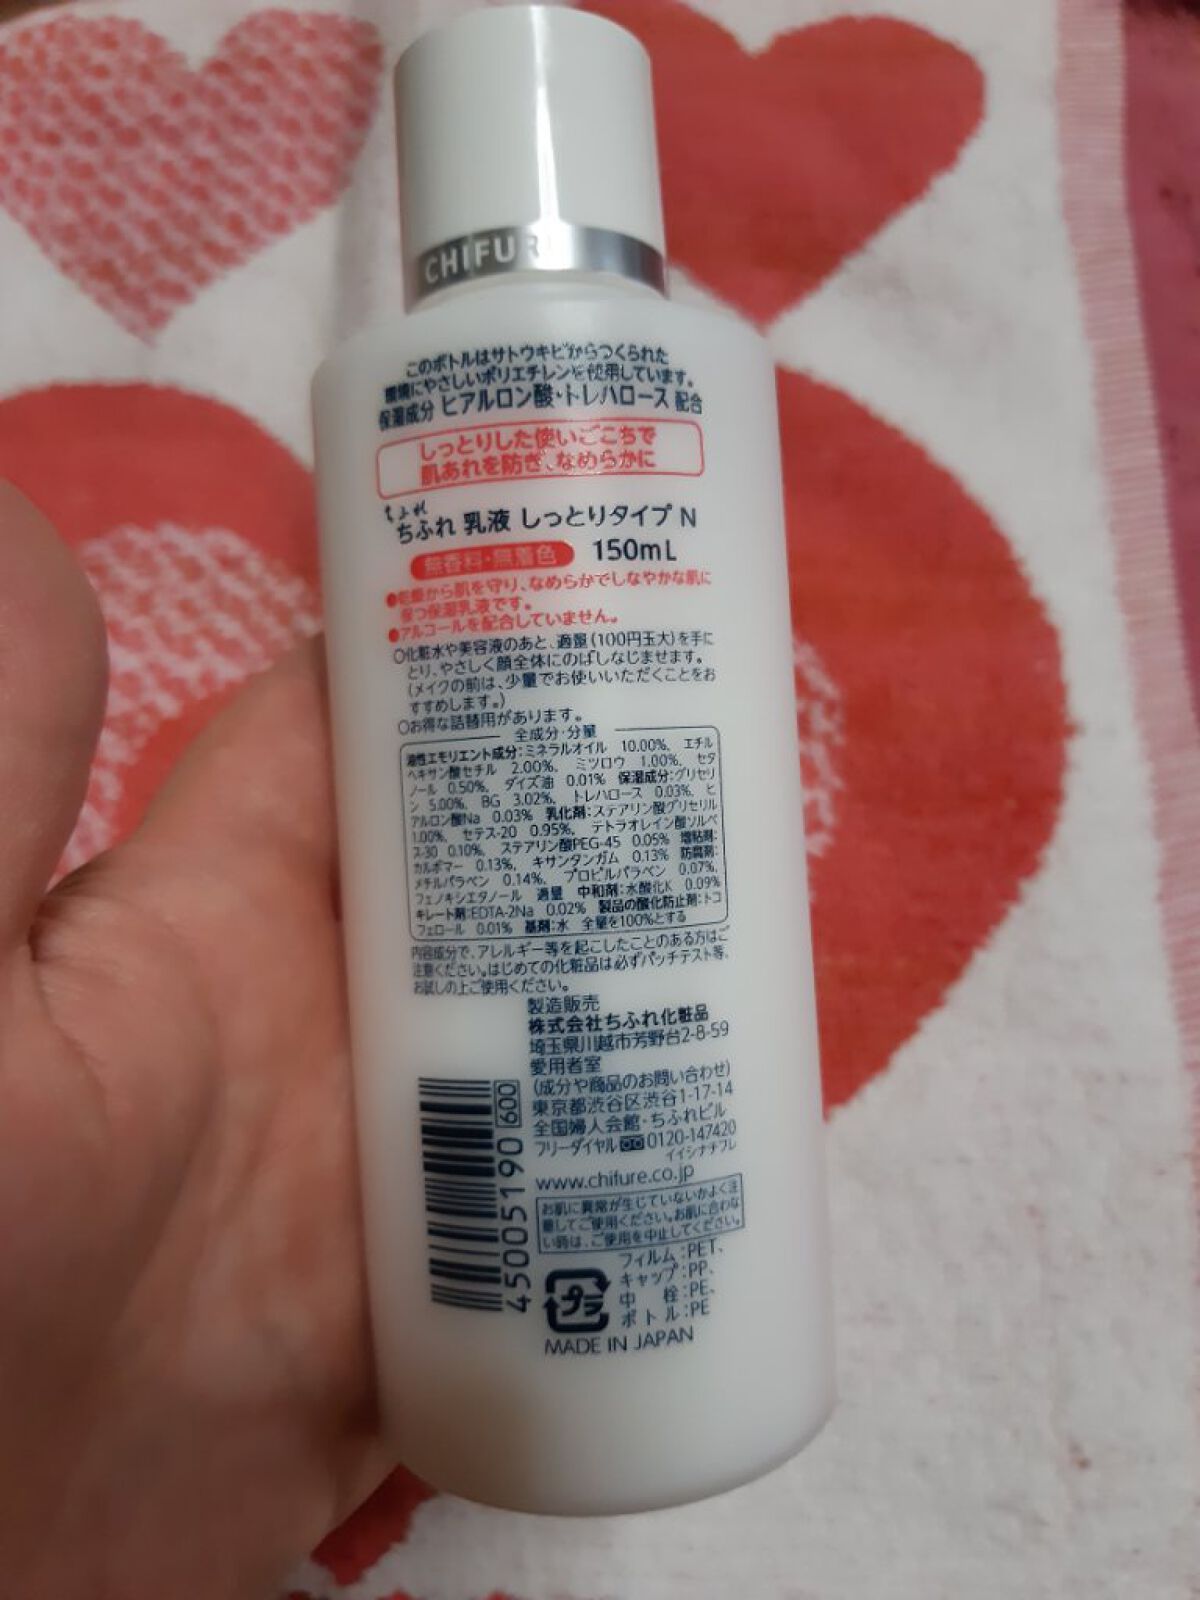 CHIFUR
このボトルはサトウキビからつくられた
環境にやさしいポリエチレンを使用しています。
保湿成分 ヒアルロン酸・トレハロース 配合
しっとりした使いごこちで
肌あれを防ぎ、なめらかに
ちふれ
ちふれ 乳液 しっとりタイプ N
無香料・無着色 150mL
●乾燥から肌を守り、なめらかでしなやかな肌に
保つ保湿乳液です。
●アルコールを配合していません。
○化粧水や美容液のあと、適量(100円玉大)を手に
とり、やさしく顔全体にのばしなじませます。
(メイクの前は、少量でお使いいただくことをお
すすめします。)
○お得な詰替用があります。
全成分・分量
油性エモリエント成分:ミネラルオイル 10.00%、 エチル
ヘキサン酸セチル 2.00%、 ミツロウ 1.00%、 セタ
ノール 0.50%、 ダイズ油 0.01% 保湿成分:グリセリ
ン 5.00%、 BG 3.02%、 トレハロース 0.03%、 ヒ
アルロン酸Na 0.03% 乳化剤:ステアリン酸グリセリル
1.00%、 セテス-20 0.95%、 テトラオレイン酸ソルベ
ス-30 0.10%、 ステアリン酸PEG-45 0.05% 増粘剤:
カルボマー 0.13%、 キサンタンガム 0.13% 防腐剤:
メチルパラベン 0.14%、 プロピルパラベン 0.07%、
フェノキシエタノール 適量 中和剤:水酸化K 0.09%
キレート剤:EDTA-2Na 0.02% 製品の酸化防止剤:トコ
フェロール 0.01% 基剤:水 全量を100%とする
内容成分で、アレルギー等を起こしたことのある方はご
注意ください。はじめての化粧品は必ずパッチテスト等、
お試しの上ご使用ください。
製造販売
株式会社ちふれ化粧品
埼玉県川越市芳野台2-8-59
愛用者室
(成分や商品のお問い合わせ)
東京都渋谷区渋谷1-17-14
全国婦人会館・ちふれビル
フリーダイヤル 0120-147420
イイシナチフレ
www.chifure.co.jp
お肌に異常が生じていないかよく注
意してご使用ください。お肌に合わな
い時は、ご使用を中止してください。
45005190 600
プラ
フィルム:PET、
キャップ:PP、
中 栓:PE、
ボトル:PE
MADE IN JAPAN